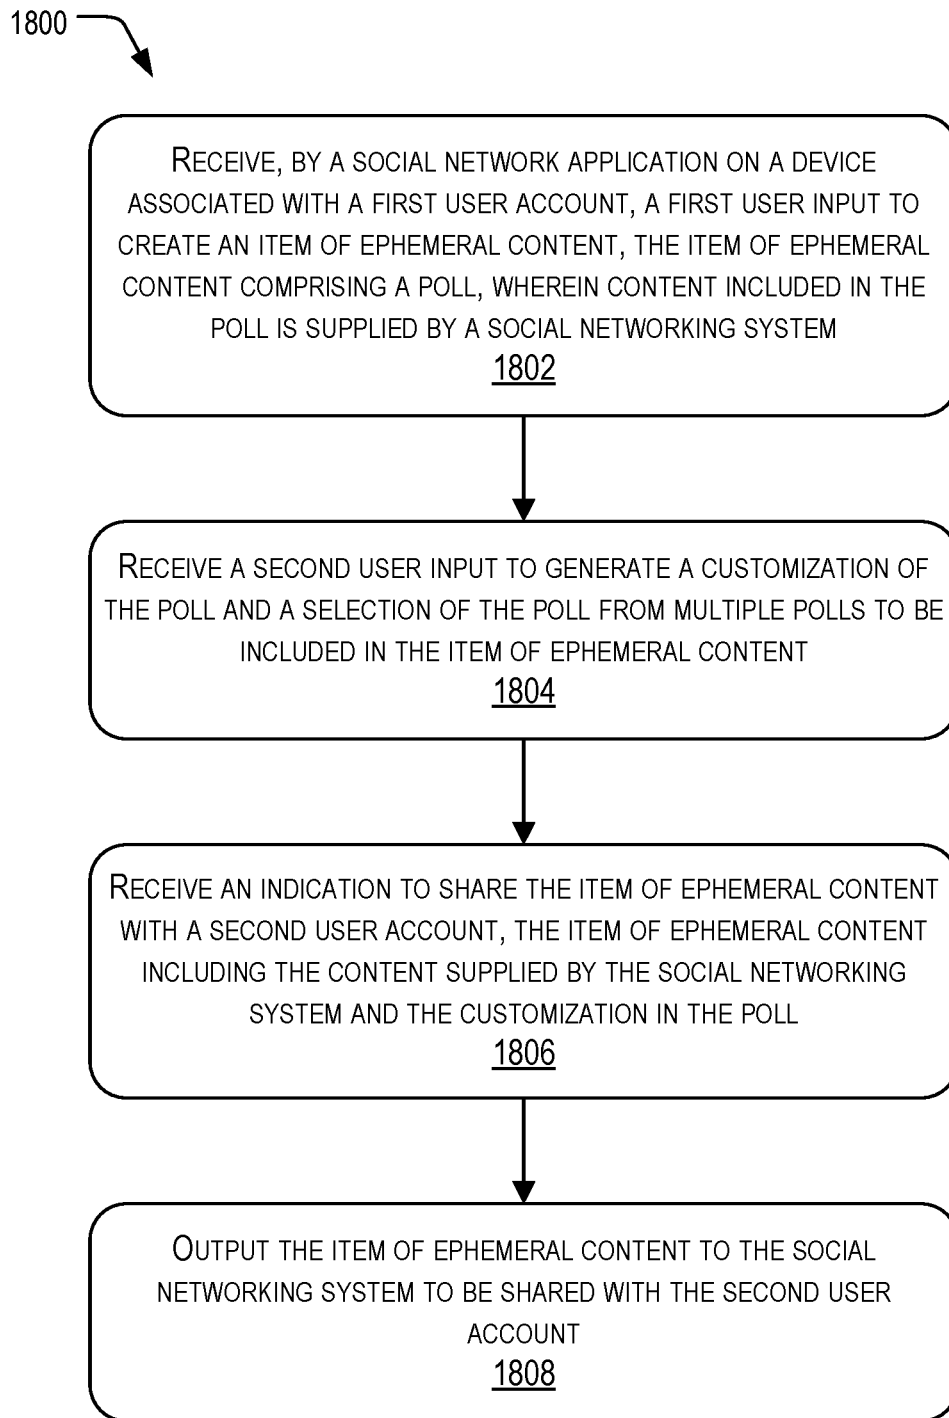 1800
RECEIVE, BY A SOCIAL NETWORK APPLICATION ON A DEVICE
ASSOCIATED WITH A FIRST USER ACCOUNT, A FIRST USER INPUT TO
CREATE AN ITEM OF EPHEMERAL CONTENT, THE ITEM OF EPHEMERAL
CONTENT COMPRISING A POLL, WHEREIN CONTENT INCLUDED IN THE
POLL IS SUPPLIED BY A SOCIAL NETWORKING SYSTEM
1802
RECEIVE A SECOND USER INPUT TO GENERATE A CUSTOMIZATION OF
THE POLL AND A SELECTION OF THE POLL FROM MULTIPLE POLLS TO BE
INCLUDED IN THE ITEM OF EPHEMERAL CONTENT
1804
RECEIVE AN INDICATION TO SHARE THE ITEM OF EPHEMERAL CONTENT
WITH A SECOND USER ACCOUNT, THE ITEM OF EPHEMERAL CONTENT
INCLUDING THE CONTENT SUPPLIED BY THE SOCIAL NETWORKING
SYSTEM AND THE CUSTOMIZATION IN THE POLL
1806
OUTPUT THE ITEM OF EPHEMERAL CONTENT TO THE SOCIAL
NETWORKING SYSTEM TO BE SHARED WITH THE SECOND USER
ACCOUNT
1808